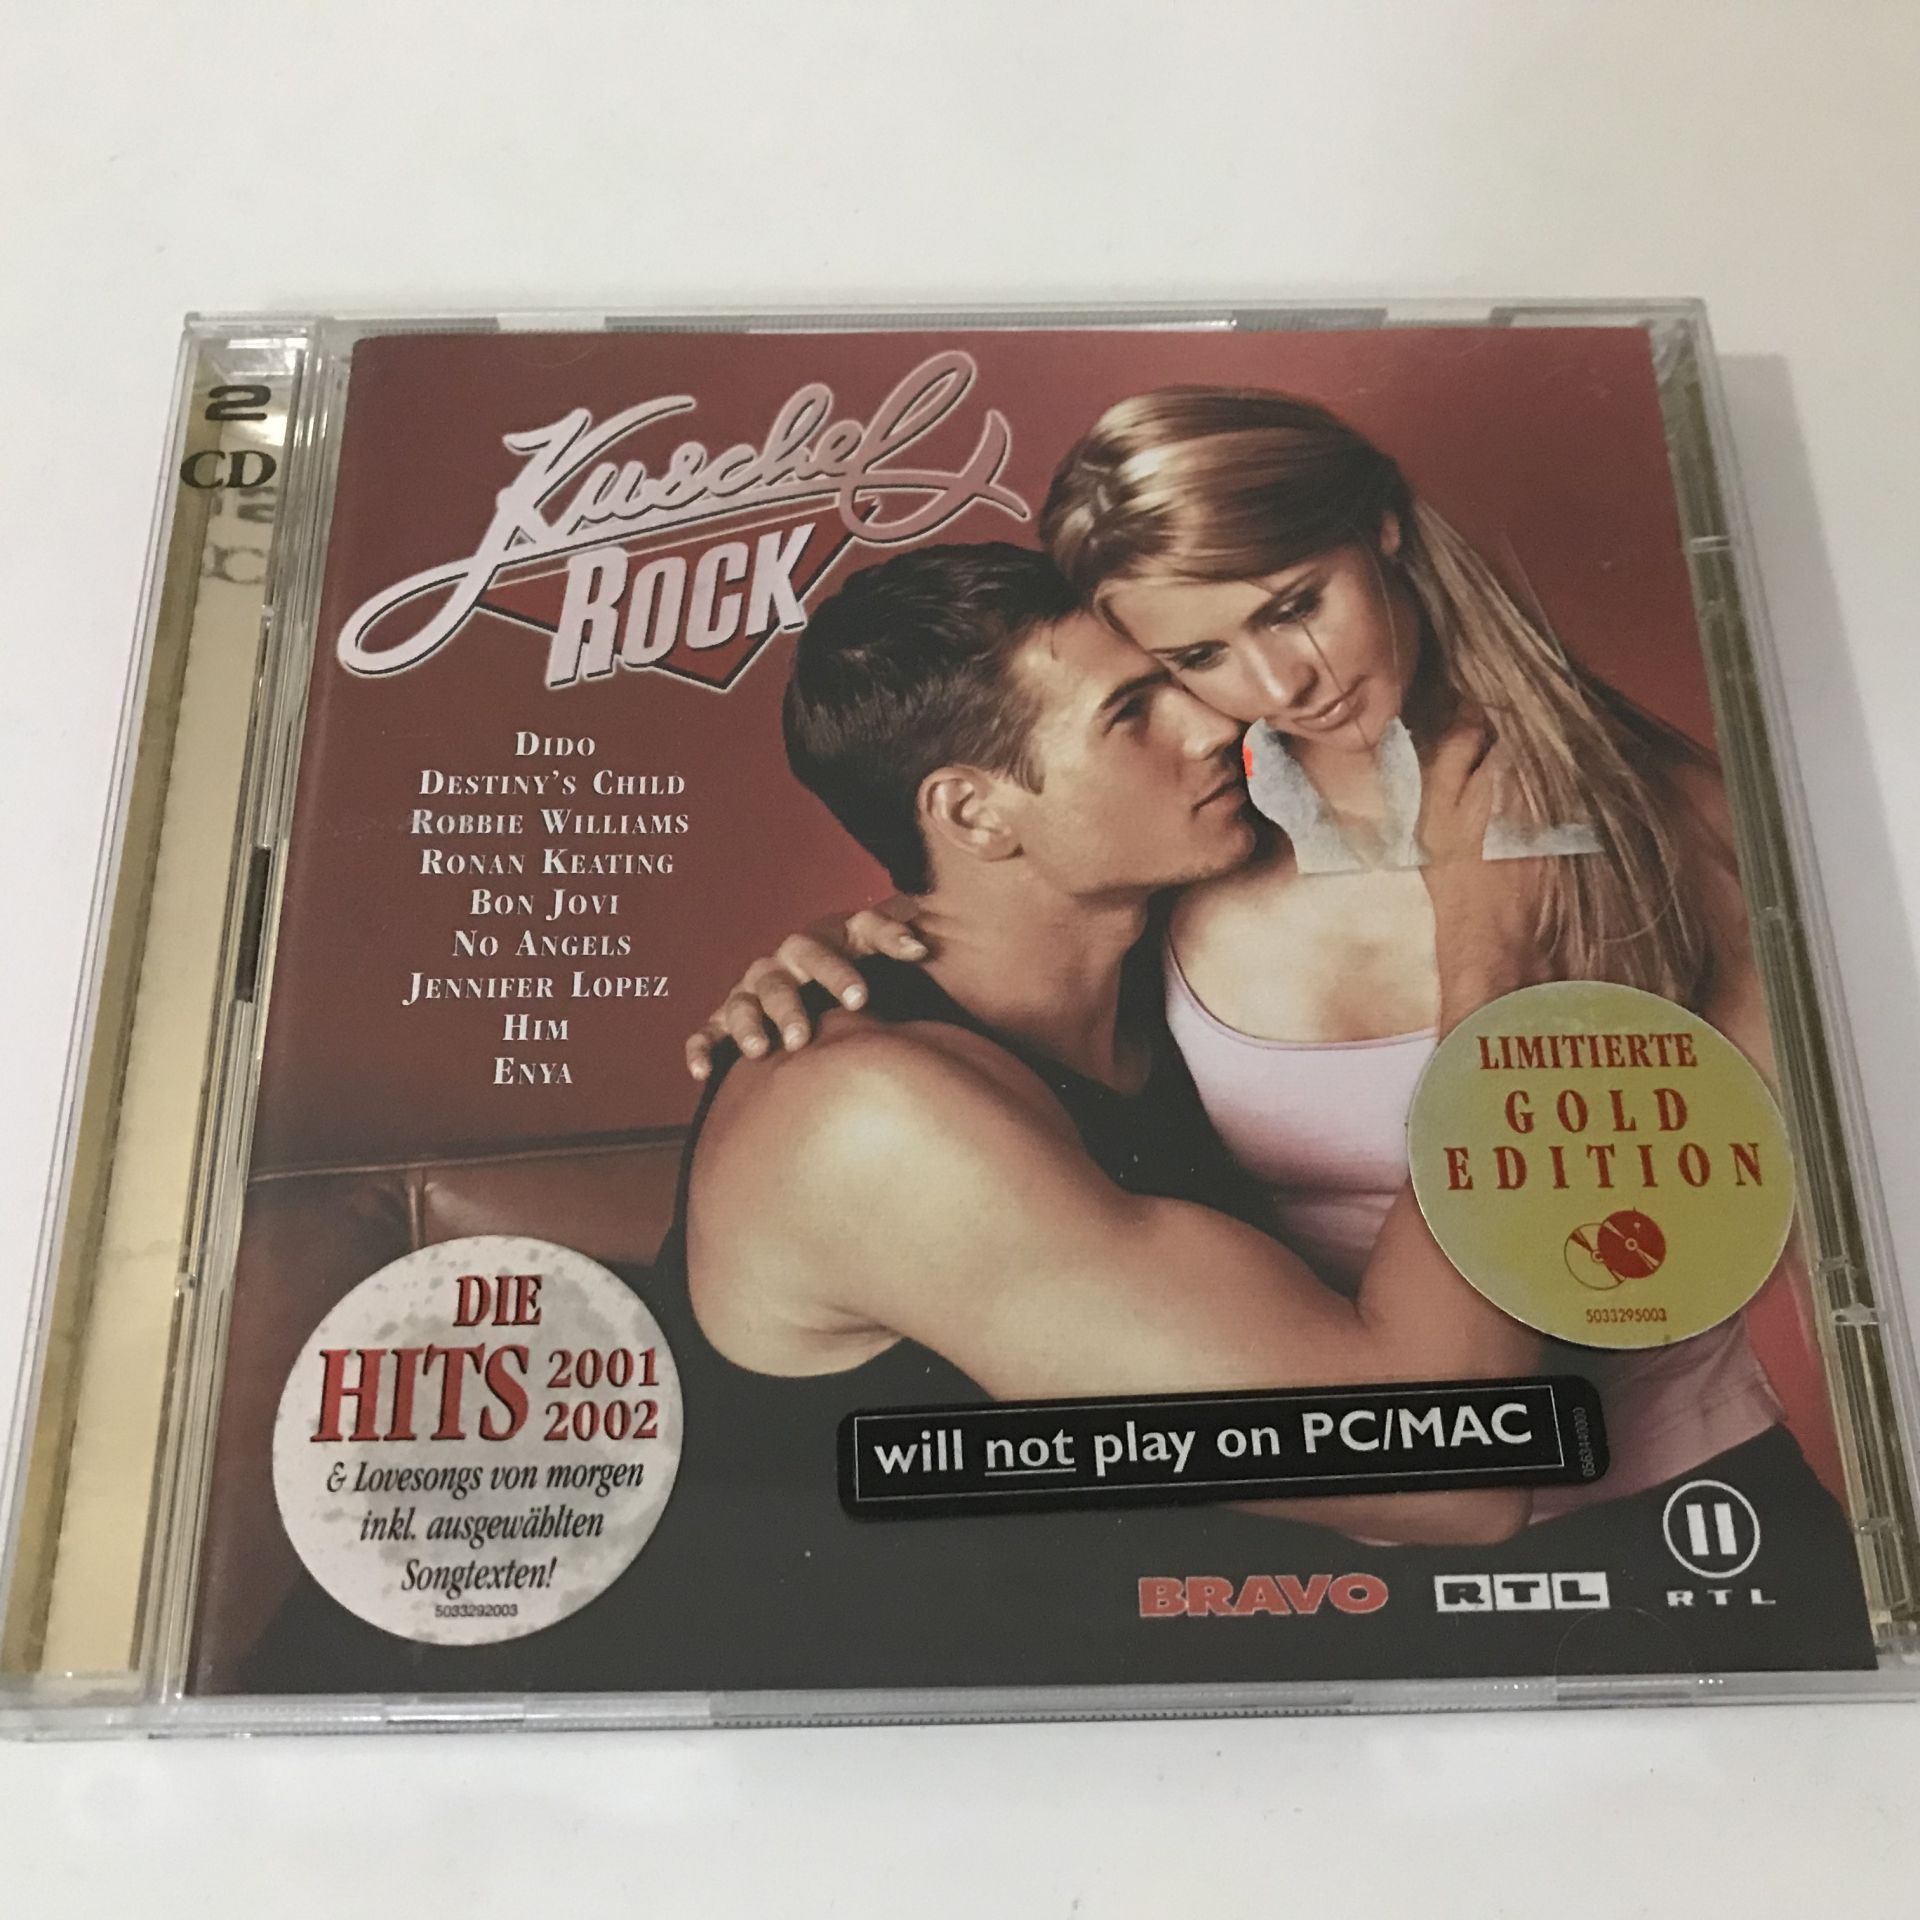 2
CD
Kuschel
ROCK
DIDO
DESTINY'S CHILD
ROBBIE WILLIAMS
RONAN KEATING
BON JOVI
NO ANGELS
JENNIFER LOPEZ
HIM
ENYA
LIMITIERTE
GOLD
EDITION
5033295003
DIE
HITS 2001
2002
& Lovesongs von morgen
inkl. ausgewählten
Songtexten!
5033292003
will not play on PC/MAC
BRAVO
RTL
II
RTL